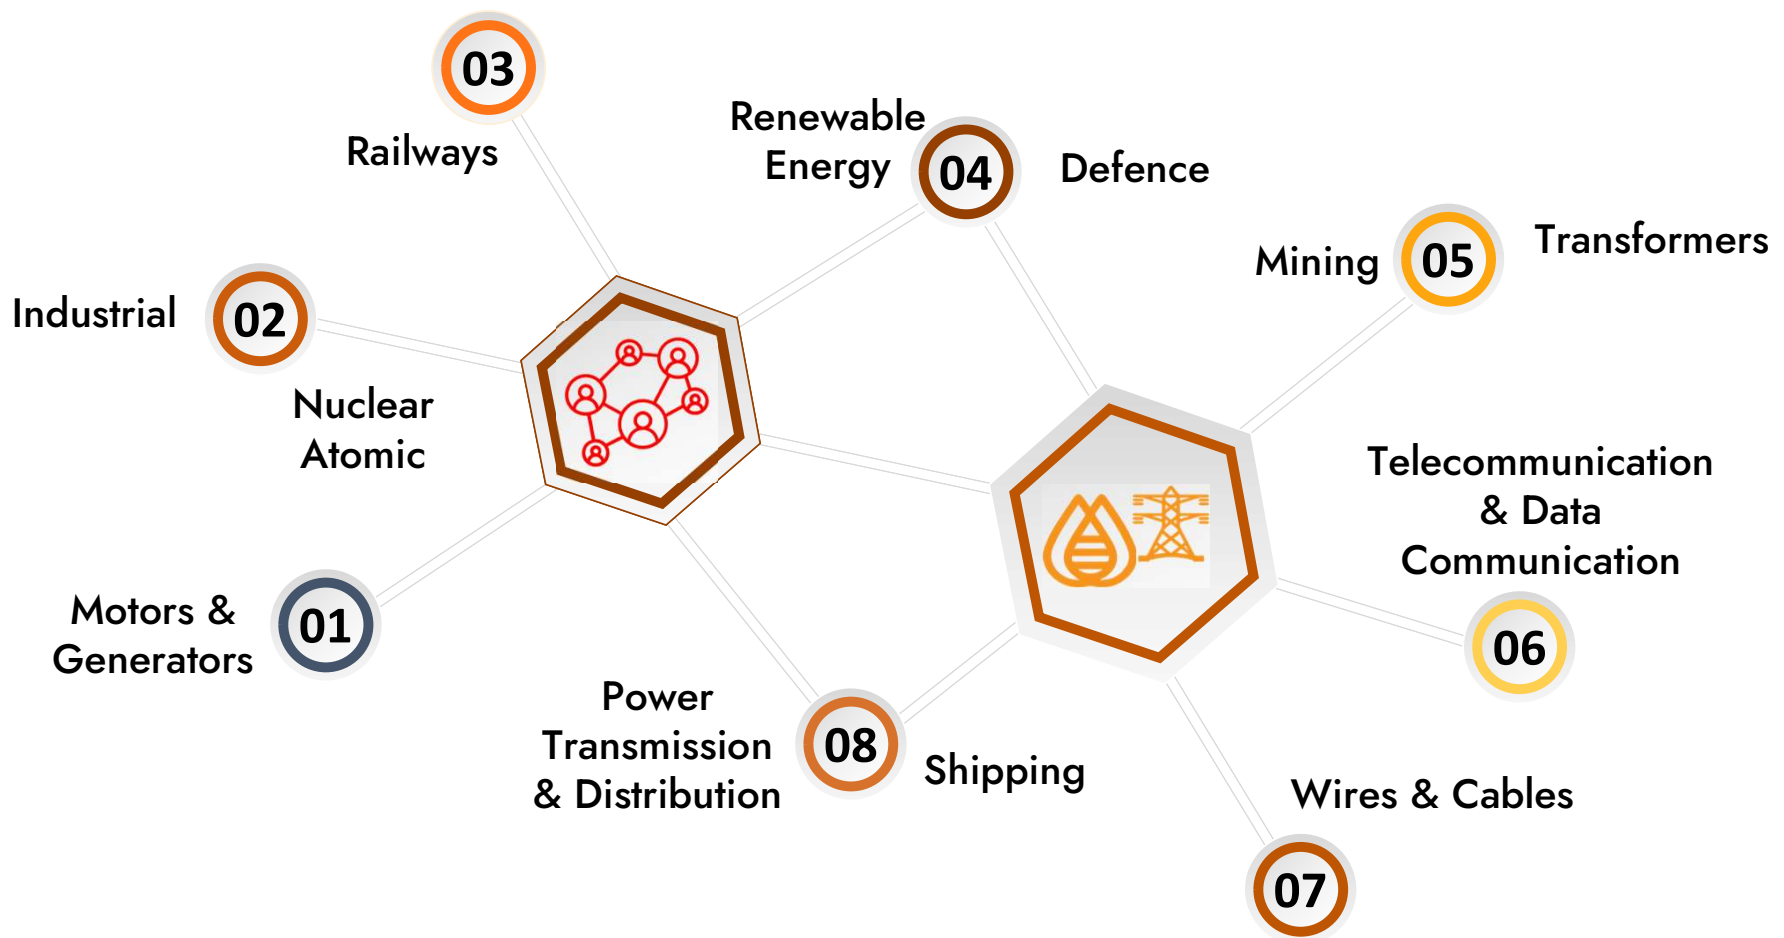 03
Railways
Renewable
Energy
04
Defence
Mining
05
Transformers
Industrial
02
Nuclear
Atomic
Telecommunication
& Data
Communication
06
Motors &
Generators
01
Power
Transmission
& Distribution
08
Shipping
Wires & Cables
07